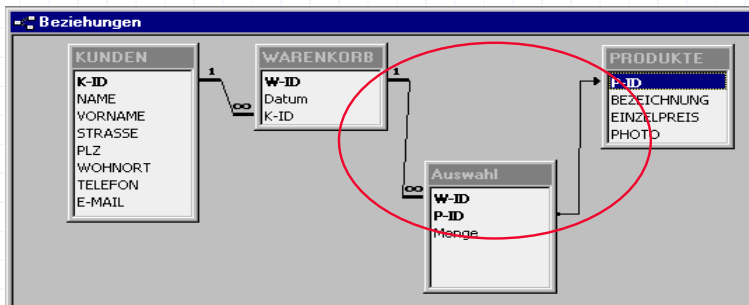 Beziehungen
KUNDEN
K-ID
NAME
VORNAME
STRASSE
PLZ
WOHNORT
TELEFON
E-MAIL
1
∞
WARENKORB
W-ID
Datum
K-ID
1
∞
Auswahl
W-ID
P-ID
Menge
PRODUKTE
P-ID
BEZEICHNUNG
EINZELPREIS
PHOTO